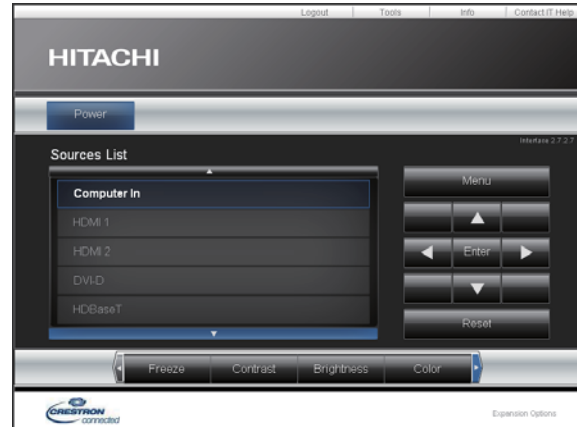 Logout Tools Info Contact IT Help
HITACHI
Power
Interface 2.7.2.7
Sources List
Menu
Computer In
HDMI 1
HDMI 2
Enter
DVI-D
HDBaseT
Reset
Freeze Contrast Brightness Color
CRESTRON
connected
Expansion Options